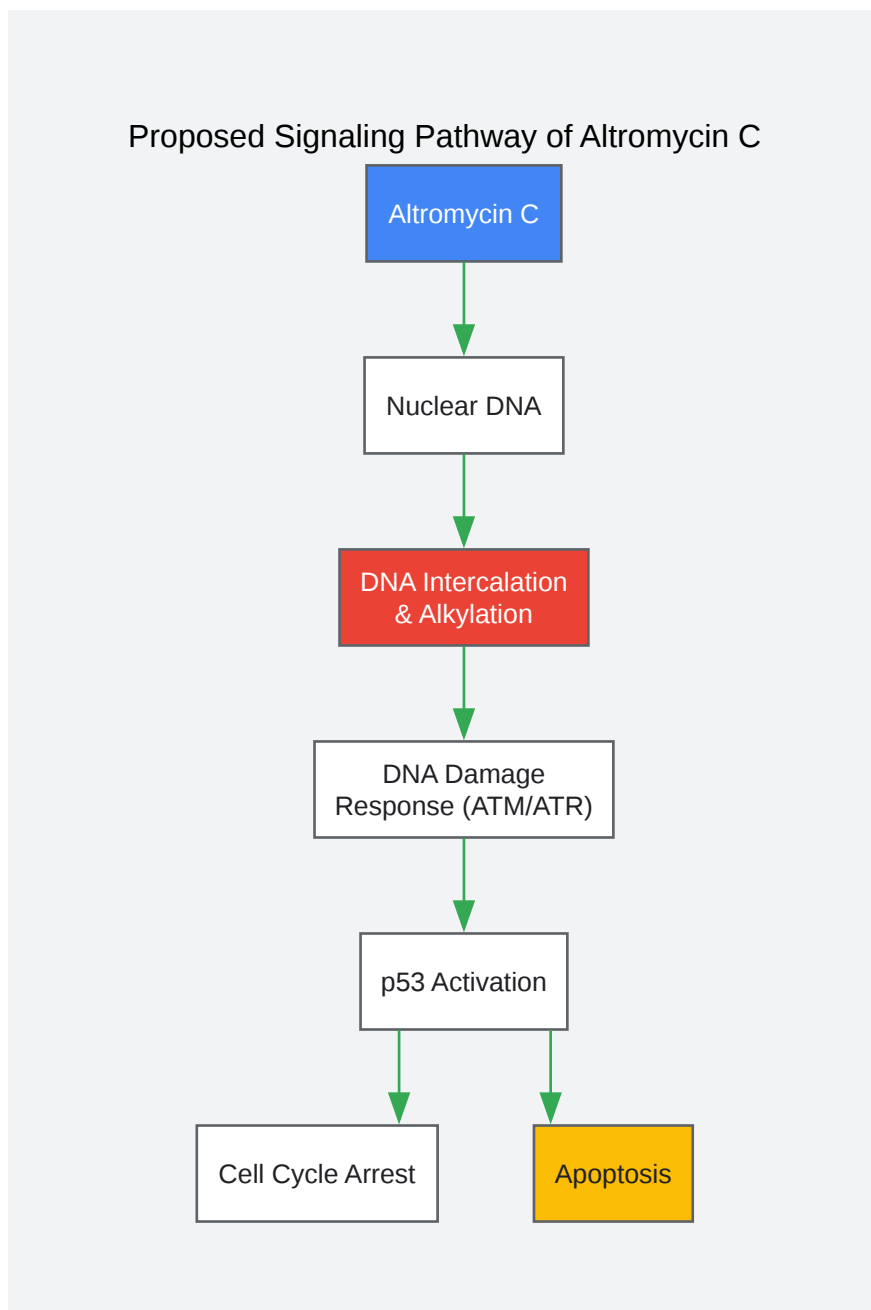 Proposed Signaling Pathway of Altromycin C
Altromycin C
Nuclear DNA
DNA Intercalation
& Alkylation
DNA Damage
Response (ATM/ATR)
p53 Activation
Cell Cycle Arrest
Apoptosis